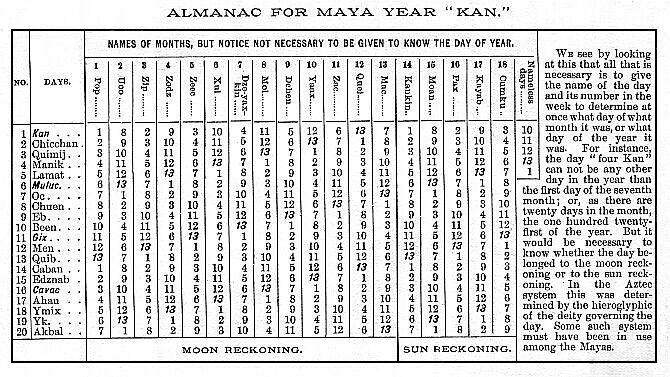 ALMANAC FOR MAYA YEAR "KAN."
NO.
DAYS.
NAMES OF MONTHS, BUT NOTICE NOT NECESSARY TO BE GIVEN TO KNOW THE DAY OF YEAR.
1 2 3 4 5 6 7 8 9 10 11 12 13 14 15 16 17 18 Nameless days
Pop Uoo Zip Zodz Zeec Xul Dze-yax-kin Mol Dchen Yaax Zac Quej Mac Kankin Moan Pax Kayab Cumku
1 Kan . . . 1 8 2 9 3 10 4 11 5 12 6 13 7 1 8 2 9 3 10
2 Chicchan . 2 9 3 10 4 11 5 12 6 13 7 1 8 2 9 3 10 4 11
3 Quimij . . 3 10 4 11 5 12 6 13 7 1 8 2 9 3 10 4 11 5 12
4 Manik . . 4 11 5 12 6 13 7 1 8 2 9 3 10 4 11 5 12 6 13
5 Lamat . . 5 12 6 13 7 1 8 2 9 3 10 4 11 5 12 6 13 7 1
6 Muluc . . 6 13 7 1 8 2 9 3 10 4 11 5 12 6 13 7 1 8
7 Oc . . . . 7 1 8 2 9 3 10 4 11 5 12 6 13 7 1 8 2 9
8 Chuen . . 8 2 9 3 10 4 11 5 12 6 13 7 1 8 2 9 3 10
9 Eb . . . . 9 3 10 4 11 5 12 6 13 7 1 8 2 9 3 10 4 11
10 Been . . . 10 4 11 5 12 6 13 7 1 8 2 9 3 10 4 11 5 12
11 Gix . . . 11 5 12 6 13 7 1 8 2 9 3 10 4 11 5 12 6 13
12 Men . . . 12 6 13 7 1 8 2 9 3 10 4 11 5 12 6 13 7 1
13 Quib . . . 13 7 1 8 2 9 3 10 4 11 5 12 6 13 7 1 8 2
14 Caban . . 1 8 2 9 3 10 4 11 5 12 6 13 7 1 8 2 9 3
15 Edznab . 2 9 3 10 4 11 5 12 6 13 7 1 8 2 9 3 10 4
16 Cavac . . 3 10 4 11 5 12 6 13 7 1 8 2 9 3 10 4 11 5
17 Ahau . . 4 11 5 12 6 13 7 1 8 2 9 3 10 4 11 5 12 6
18 Ymix . . 5 12 6 13 7 1 8 2 9 3 10 4 11 5 12 6 13 7
19 Yk. . . . 6 13 7 1 8 2 9 3 10 4 11 5 12 6 13 7 1 8
20 Akbal . . 7 1 8 2 9 3 10 4 11 5 12 6 13 7 1 8 2 9
MOON RECKONING.
SUN RECKONING.
WE see by looking
at this that all that is
necessary is to give
the name of the day
and its number in the
week to determine at
once what day of what
month it was, or what
day of the year it
was. For instance,
the day "four Kan"
can not be any other
day in the year than
the first day of the seventh
month; or, as there
are twenty days in the month,
the one hundred twenty-
first of the year. But it
would be necessary to
know whether the day be-
longed to the moon reck-
oning or to the sun reck-
oning. In the Aztec
system this was deter-
mined by the hieroglyphic
of the deity governing the
day. Some such system
must have been in use
among the Mayas.